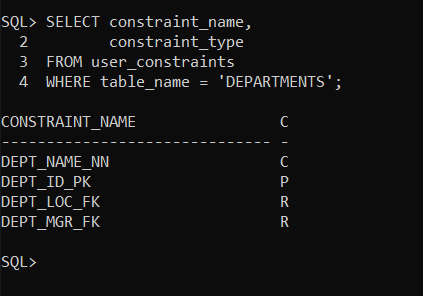 SQL> SELECT constraint_name,
  2         constraint_type
  3  FROM user_constraints
  4  WHERE table_name = 'DEPARTMENTS';
CONSTRAINT_NAME                C
------------------------------ -
DEPT_NAME_NN                   C
DEPT_ID_PK                     P
DEPT_LOC_FK                    R
DEPT_MGR_FK                    R
SQL>